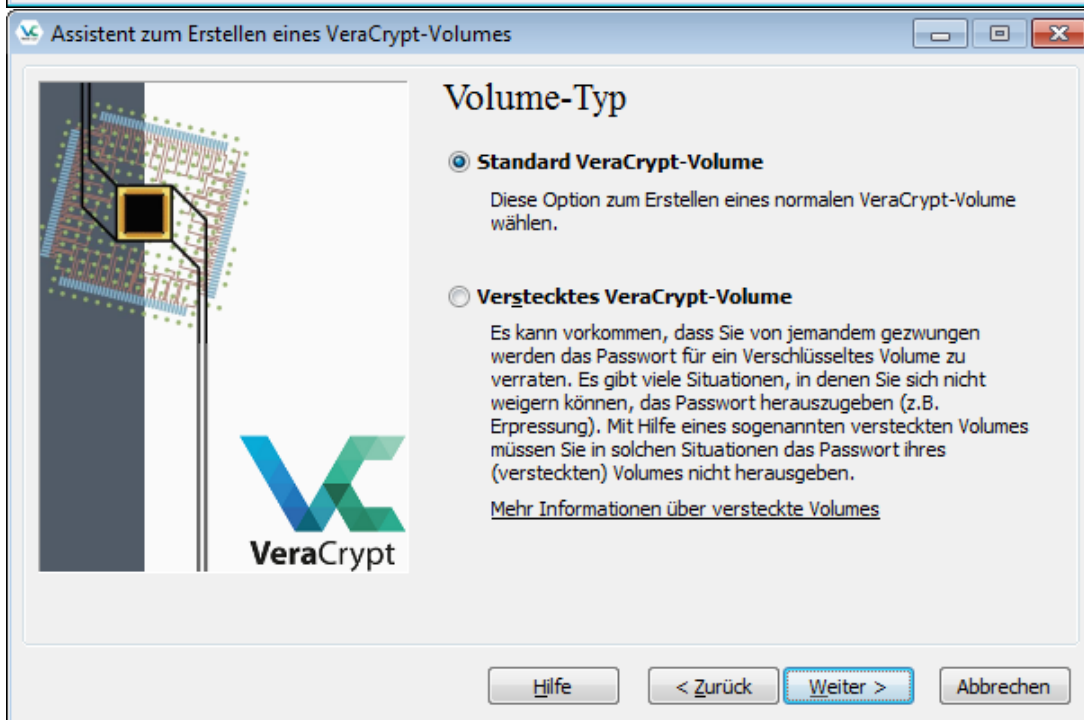 Assistent zum Erstellen eines VeraCrypt-Volumes
Volume-Typ
Standard VeraCrypt-Volume
Diese Option zum Erstellen eines normalen VeraCrypt-Volume
wählen.
Verstecktes VeraCrypt-Volume
Es kann vorkommen, dass Sie von jemandem gezwungen
werden das Passwort für ein Verschlüsseltes Volume zu
verraten. Es gibt viele Situationen, in denen Sie sich nicht
weigern können, das Passwort herauszugeben (z.B.
Erpressung). Mit Hilfe eines sogenannten versteckten Volumes
müssen Sie in solchen Situationen das Passwort ihres
(versteckten) Volumes nicht herausgeben.
Mehr Informationen über versteckte Volumes
VeraCrypt
Hilfe
< Zurück
Weiter >
Abbrechen